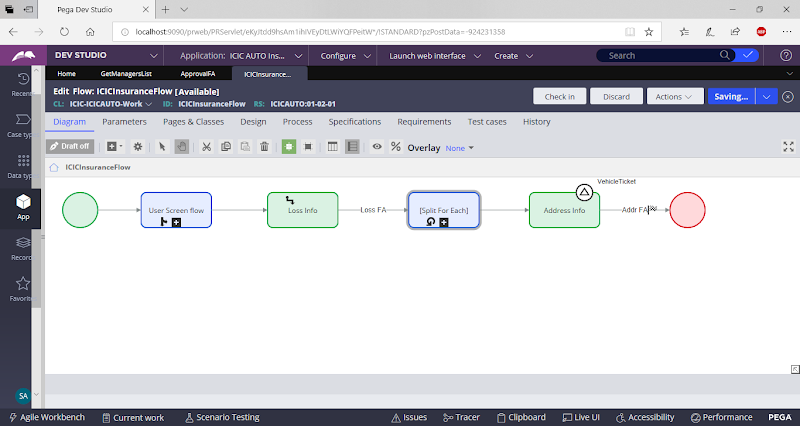 Pega Dev Studio
localhost:9090/prweb/PRServlet/eKyItdd9hsAm1ihIVEyDtLWiYQFPeitW*/!STANDARD?pzPostData=-924231358
DEV STUDIO Application: ICIC AUTO Ins... Configure Launch web interface Create Search
Home GetManagersList ApprovalFA ICICInsurance...
Recent
Edit Flow: ICICInsuranceFlow [Available]
CL: ICIC-ICICAUTO-Work ID: ICICInsuranceFlow RS: ICICAUTO:01-02-01
Check in Discard Actions Saving...
Case type
Diagram Parameters Pages & Classes Design Process Specifications Requirements Test cases History
Draft off Overlay None
Data type
ICICInsuranceFlow
App
VehicleTicket
User Screen flow Loss Info Loss FA [Split For Each] Address Info Addr FA
Record
Favorit
SA
Agile Workbench Current work Scenario Testing Issues Tracer Clipboard Live UI Accessibility Performance PEGA